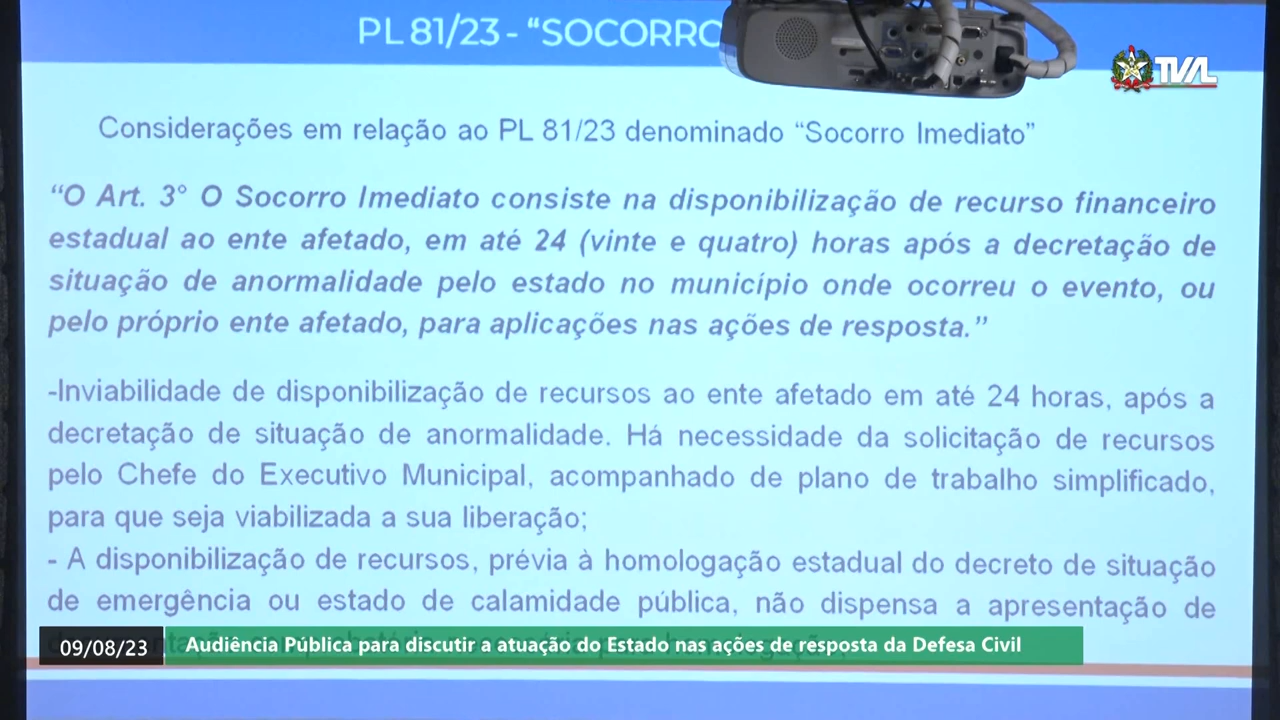 PL 81/23 - “SOCORRO
TVAL
Considerações em relação ao PL 81/23 denominado “Socorro Imediato”
“O Art. 3° O Socorro Imediato consiste na disponibilização de recurso financeiro
estadual ao ente afetado, em até 24 (vinte e quatro) horas após a decretação de
situação de anormalidade pelo estado no município onde ocorreu o evento, ou
pelo próprio ente afetado, para aplicações nas ações de resposta.”
-Inviabilidade de disponibilização de recursos ao ente afetado em até 24 horas, após a
decretação de situação de anormalidade. Há necessidade da solicitação de recursos
pelo Chefe do Executivo Municipal, acompanhado de plano de trabalho simplificado,
para que seja viabilizada a sua liberação;
- A disponibilização de recursos, prévia à homologação estadual do decreto de situação
de emergência ou estado de calamidade pública, não dispensa a apresentação de
09/08/23
Audiência Pública para discutir a atuação do Estado nas ações de resposta da Defesa Civil